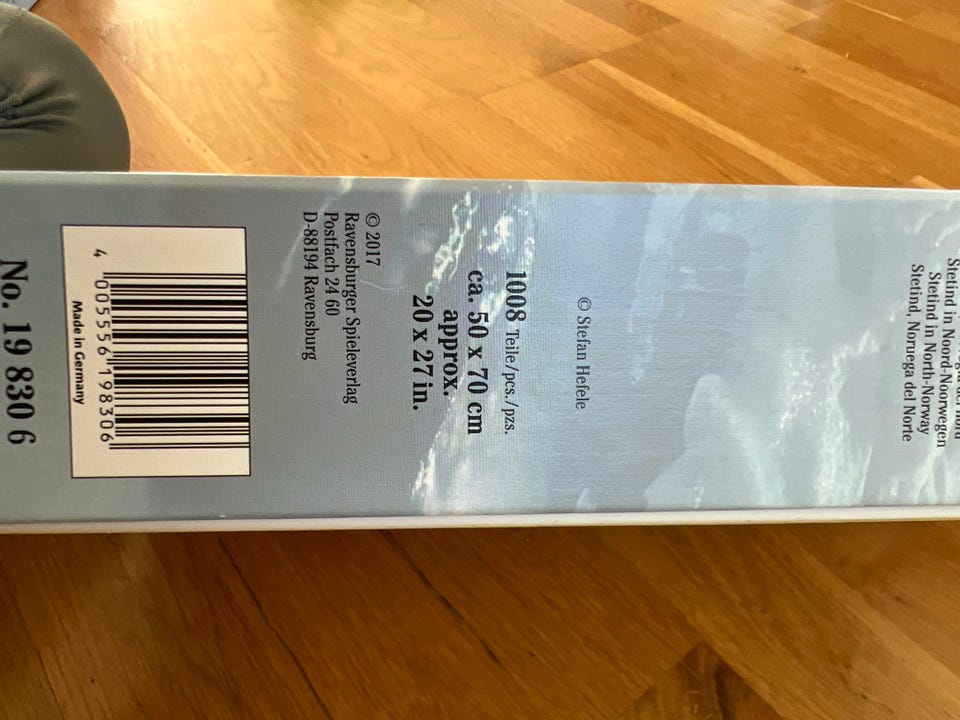 Stetind in Noord-Noorwegen
Stetind in North-Norway
Stetind, Noruega del Norte
© Stefan Hefele
1008 Teile/pcs./pzs.
ca. 50 x 70 cm
approx.
20 x 27 in.
© 2017
Ravensburger Spieleverlag
Postfach 24 60
D-88194 Ravensburg
4 005556 198306
Made in Germany
No. 19 830 6